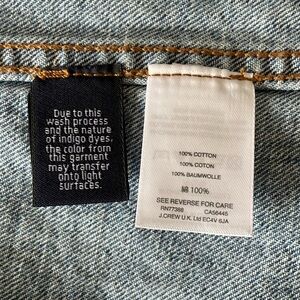 Due to this
wash process
and the nature
of indigo dyes,
the color from
this garment
may transfer
onto light
surfaces.
100% COTTON
100% COTON
100% BAUMWOLLE
綿 100%
SEE REVERSE FOR CARE
RN77388 CA56445
J.CREW U.K. Ltd EC4V 6JA